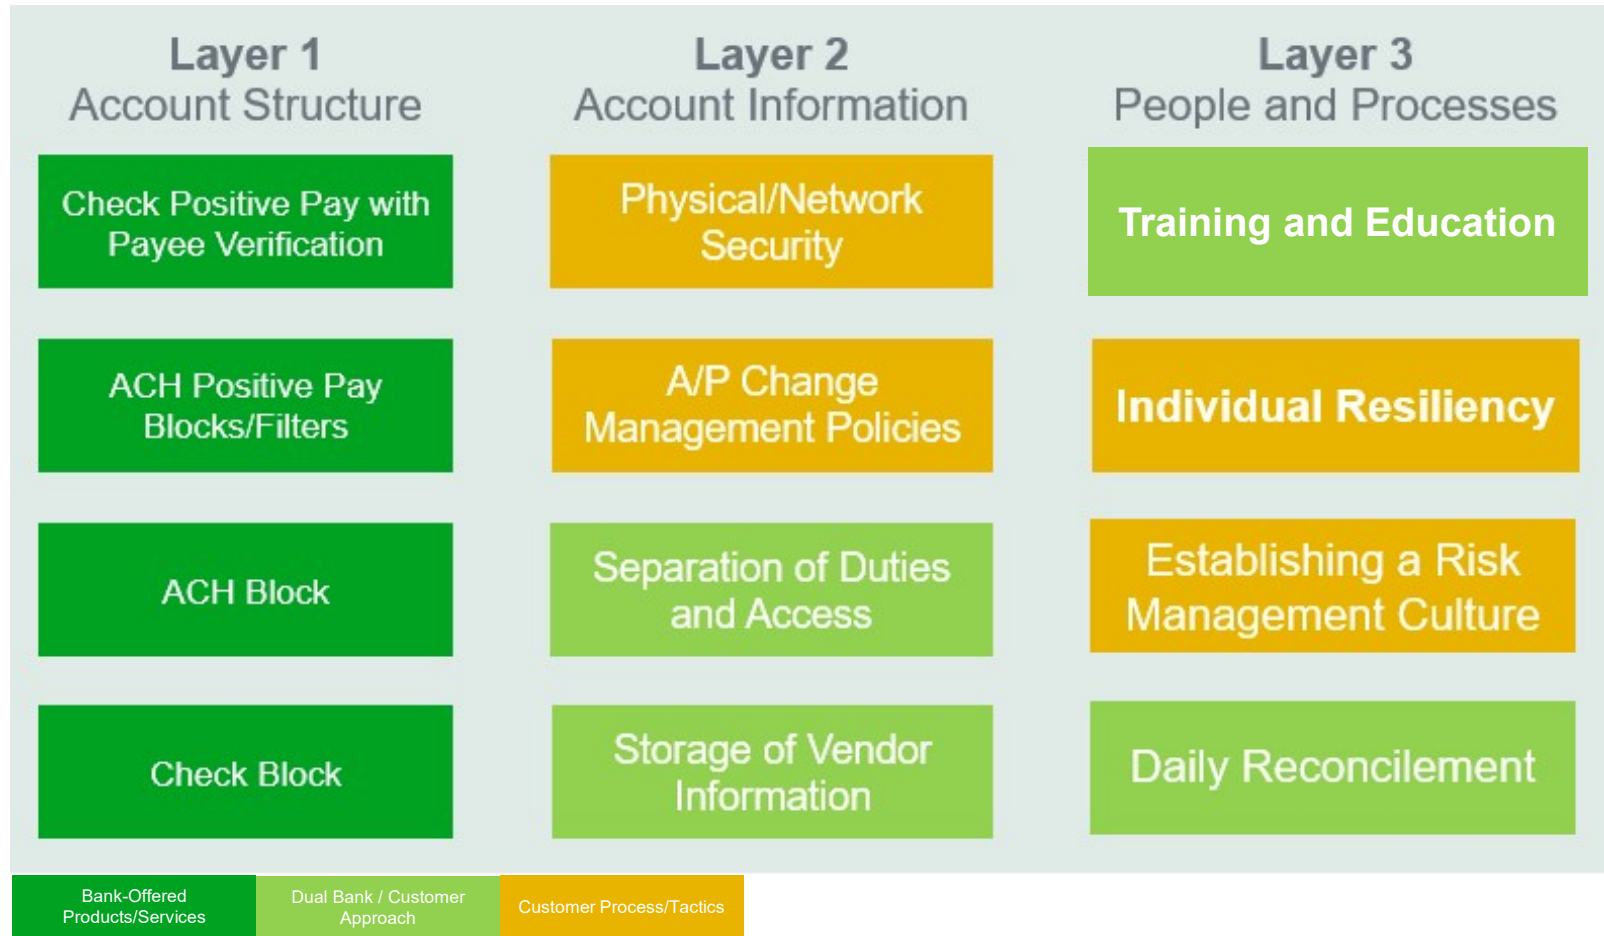 Layer 1
Account Structure
Check Positive Pay with
Payee Verification
ACH Positive Pay
Blocks/Filters
ACH Block
Check Block
Layer 2
Account Information
Physical/Network
Security
A/P Change
Management Policies
Separation of Duties
and Access
Storage of Vendor
Information
Layer 3
People and Processes
Training and Education
Individual Resiliency
Establishing a Risk
Management Culture
Daily Reconcilement
Bank-Offered
Products/Services
Dual Bank / Customer
Approach
Customer Process/Tactics